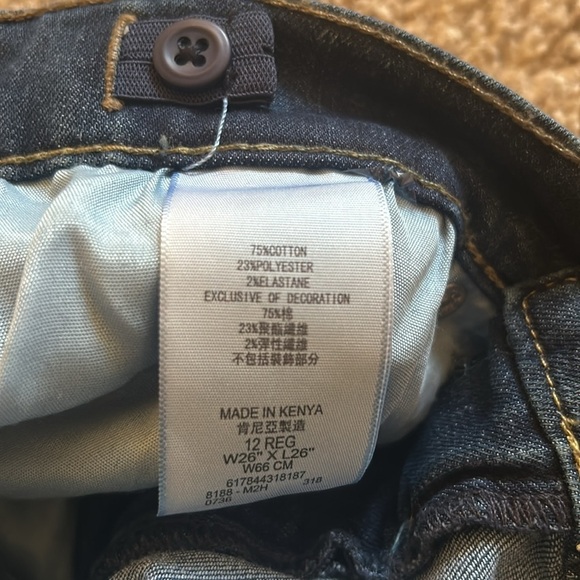 75%COTTON
23%POLYESTER
2%ELASTANE
EXCLUSIVE OF DECORATION
75%棉
23%聚酯纖維
2%彈性纖維
不包括裝飾部分
MADE IN KENYA
肯尼亞製造
12 REG
W26" X L26"
W66 CM
617844318187
8188 - M2H 318
0736